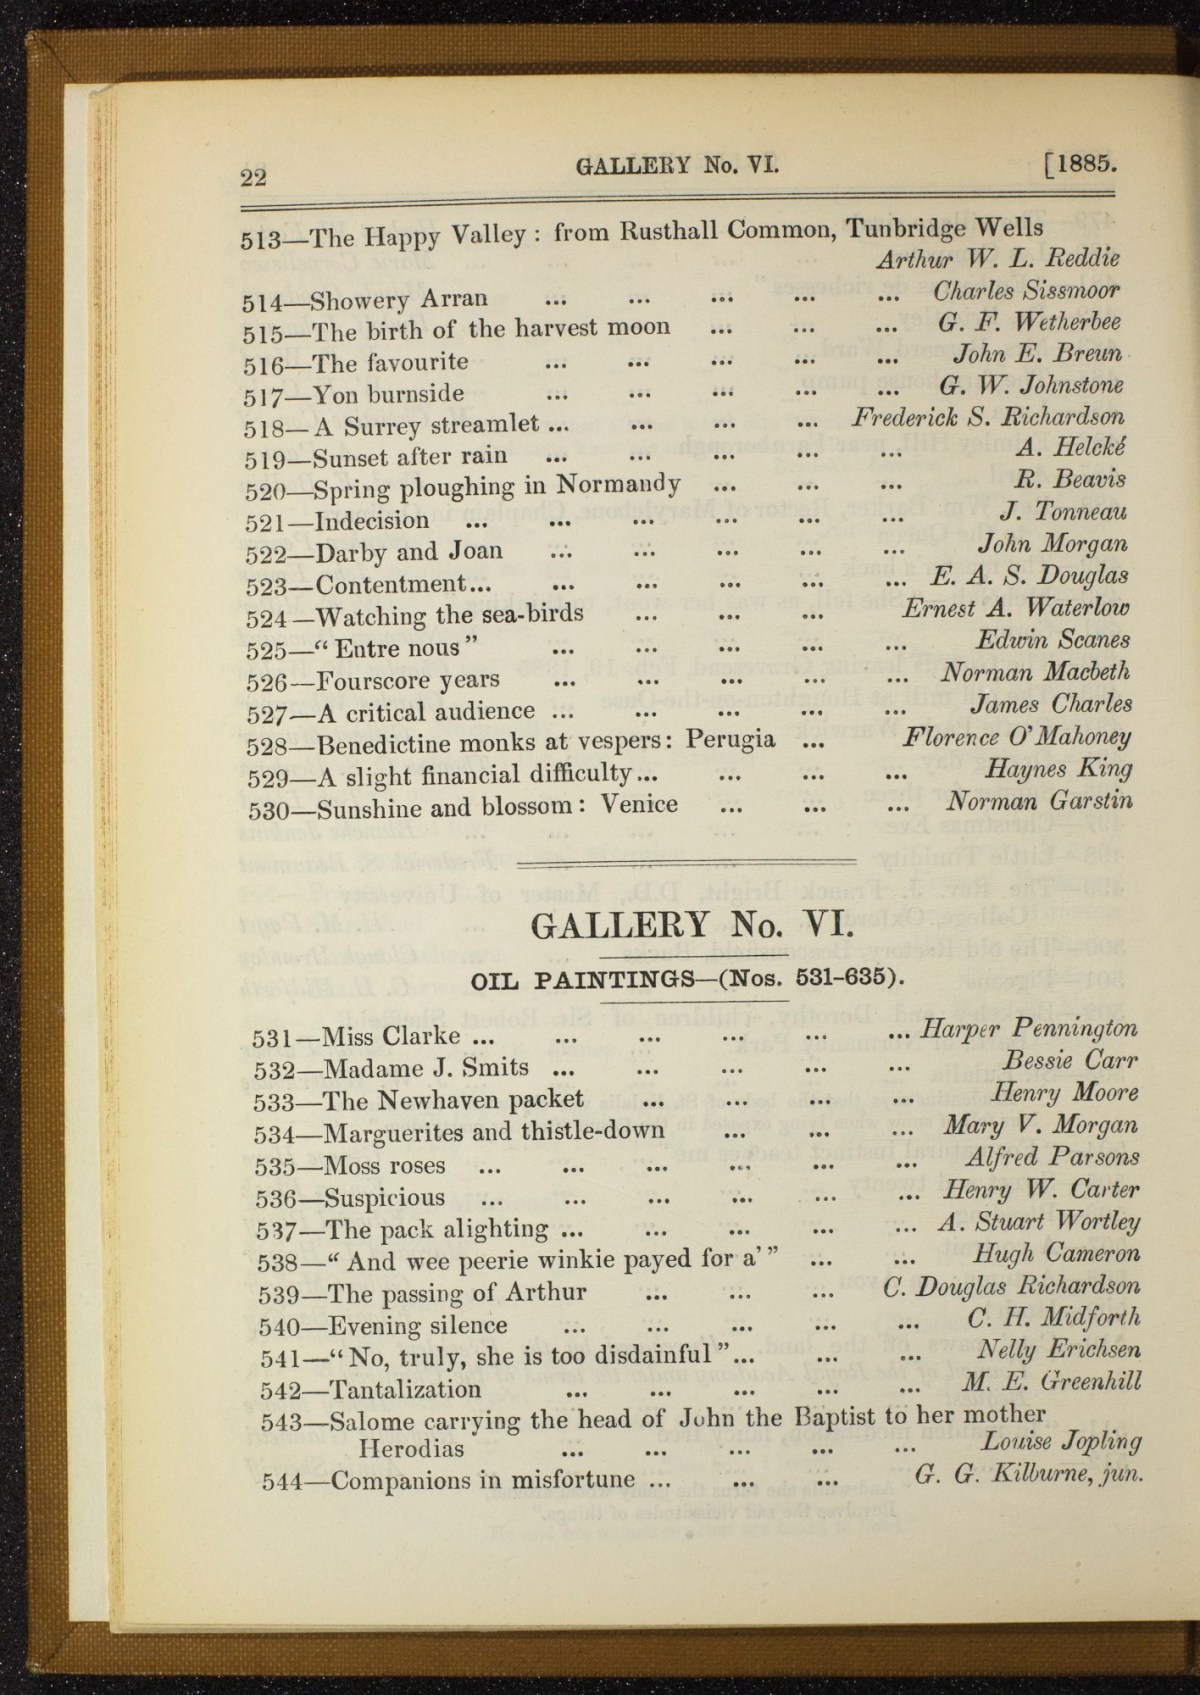 22 GALLERY No. VI. [1885.
513—The Happy Valley: from Rusthall Common, Tunbridge Wells
Arthur W. L. Reddie
514—Showery Arran ... ... ... ... ... Charles Sissmoor
515—The birth of the harvest moon ... ... ... G. F. Wetherbee
516—The favourite ... ... ... ... ... John E. Breun
517—Yon burnside ... ... ... ... ... G. W. Johnstone
518—A Surrey streamlet ... ... ... ... Frederick S. Richardson
519—Sunset after rain ... ... ... ... ... A. Helcké
520—Spring ploughing in Normandy ... ... ... R. Beavis
521—Indecision ... ... ... ... ... ... J. Tonneau
522—Darby and Joan ... ... ... ... ... John Morgan
523—Contentment... ... ... ... ... ... E. A. S. Douglas
524—Watching the sea-birds ... ... ... Ernest A. Waterlow
525—“Entre nous” ... ... ... ... ... Edwin Scanes
526—Fourscore years ... ... ... ... ... Norman Macbeth
527—A critical audience ... ... ... ... ... James Charles
528—Benedictine monks at vespers: Perugia ... Florence O'Mahoney
529—A slight financial difficulty... ... ... ... Haynes King
530—Sunshine and blossom: Venice ... ... ... Norman Garstin
GALLERY No. VI.
OIL PAINTINGS—(Nos. 531-635).
531—Miss Clarke ... ... ... ... ... ... Harper Pennington
532—Madame J. Smits ... ... ... ... ... Bessie Carr
533—The Newhaven packet ... ... ... ... Henry Moore
534—Marguerites and thistle-down ... ... ... Mary V. Morgan
535—Moss roses ... ... ... ... ... ... Alfred Parsons
536—Suspicious ... ... ... ... ... ... Henry W. Carter
537—The pack alighting ... ... ... ... ... A. Stuart Wortley
538—“And wee peerie winkie payed for a'” ... ... Hugh Cameron
539—The passing of Arthur ... ... ... C. Douglas Richardson
540—Evening silence ... ... ... ... ... C. H. Midforth
541—“No, truly, she is too disdainful”... ... ... Nelly Erichsen
542—Tantalization ... ... ... ... ... M. E. Greenhill
543—Salome carrying the head of John the Baptist to her mother
Herodias ... ... ... ... ... Louise Jopling
544—Companions in misfortune ... ... ... G. G. Kilburne, jun.